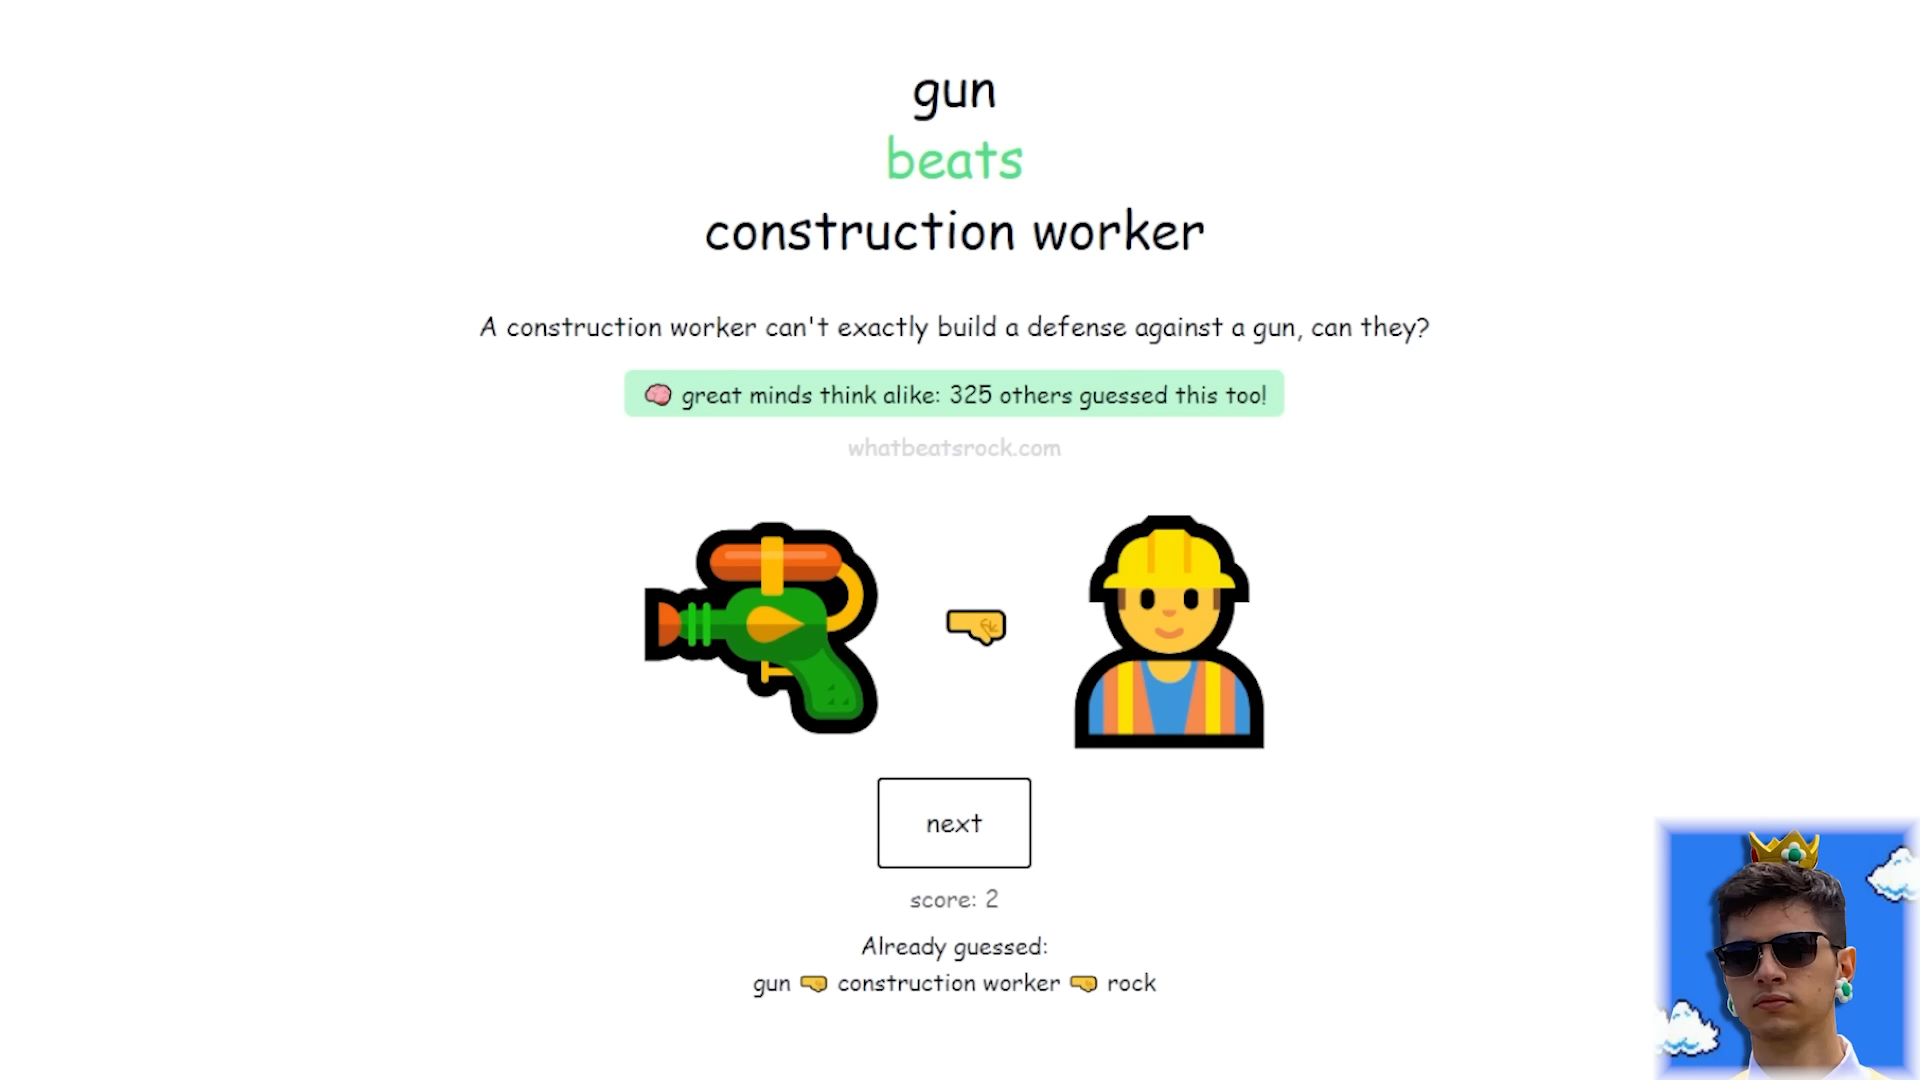 gun
beats
construction worker
A construction worker can't exactly build a defense against a gun, can they?
great minds think alike: 325 others guessed this too!
whatbeatsrock.com
next
score: 2
Already guessed:
gun 🤜 construction worker 🤜 rock